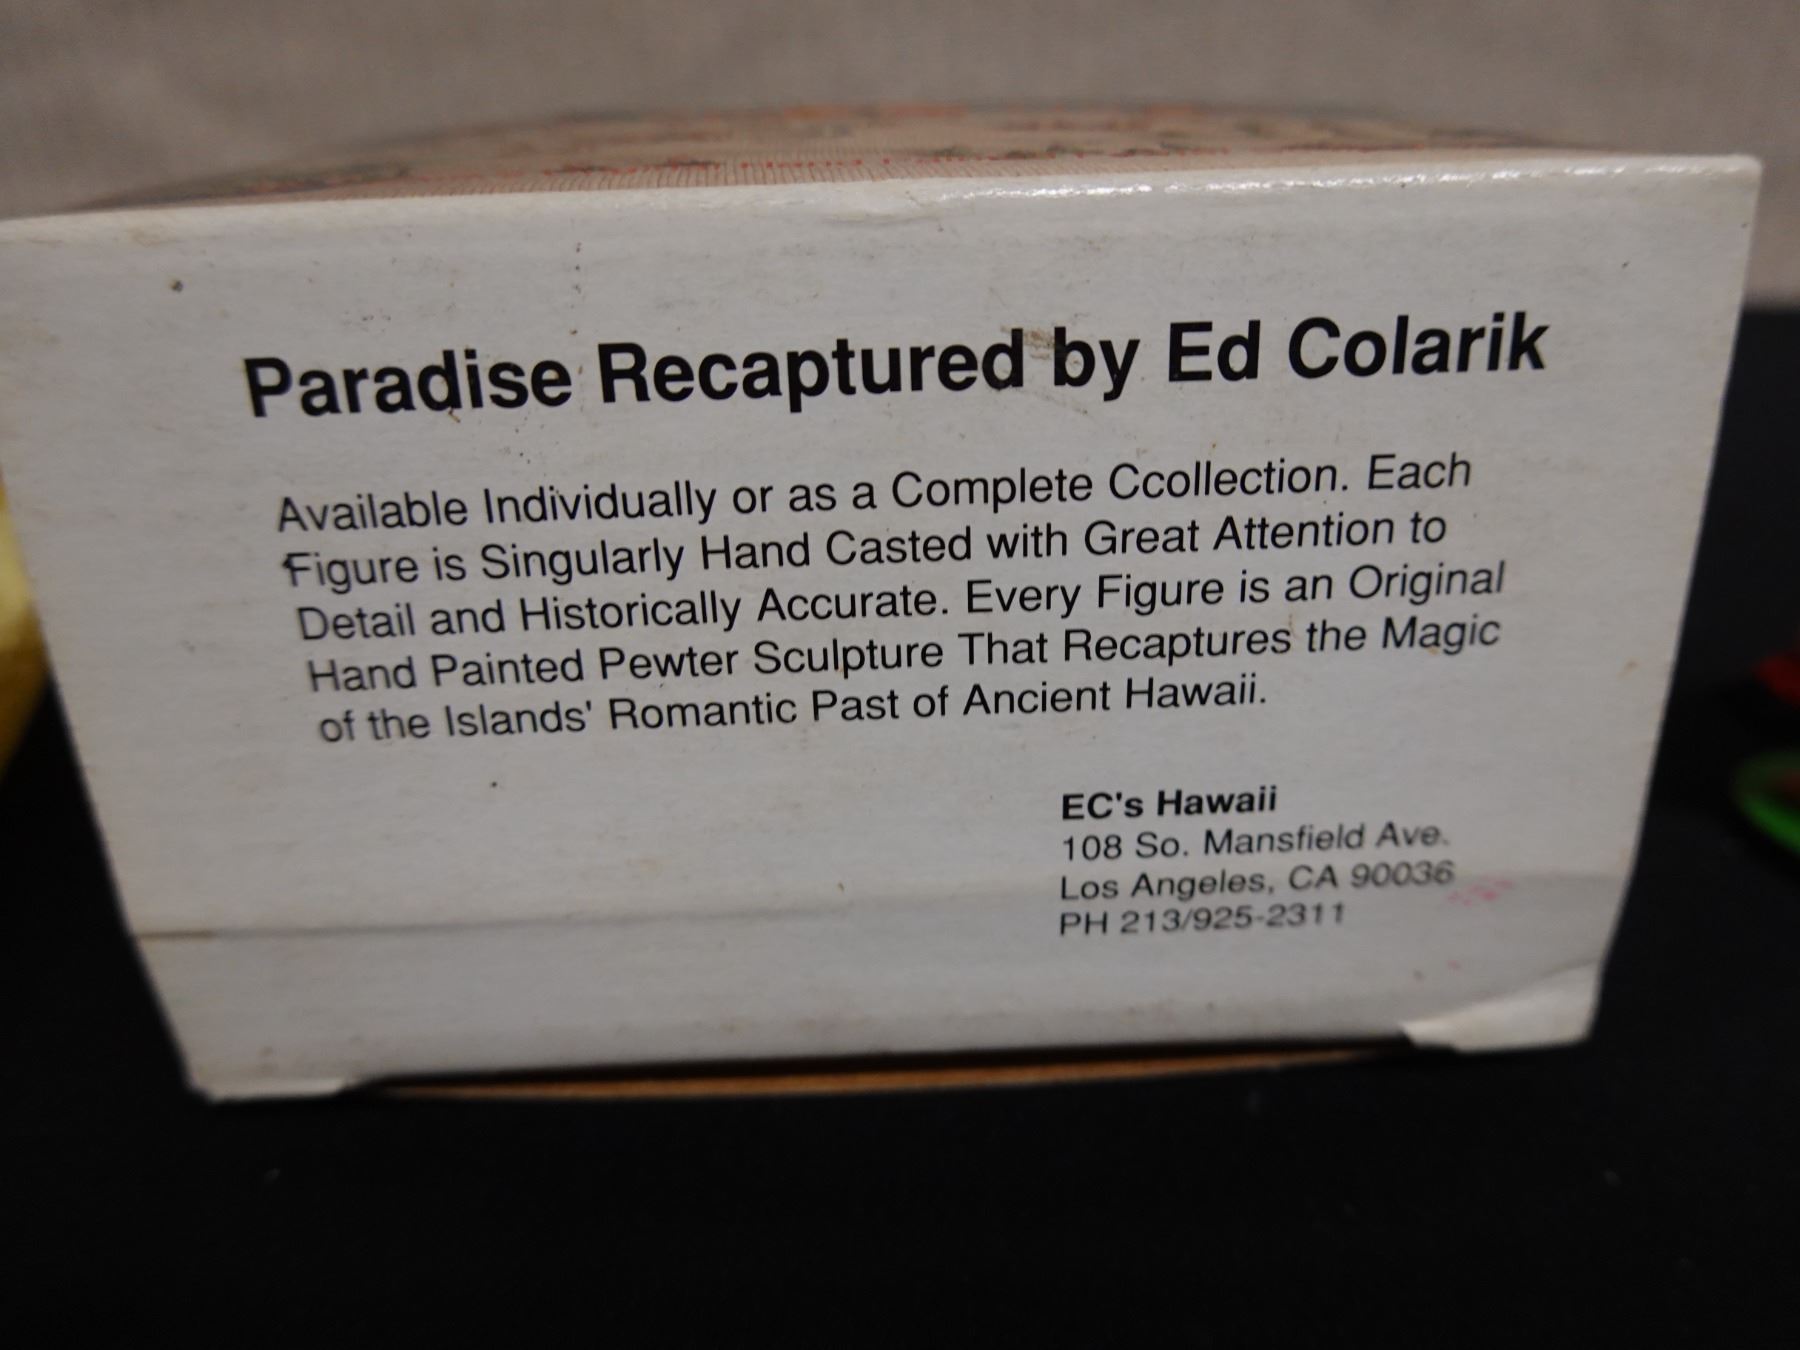 Paradise Recaptured by Ed Colarik
Available Individually or as a Complete Ccollection. Each
Figure is Singularly Hand Casted with Great Attention to
Detail and Historically Accurate. Every Figure is an Original
Hand Painted Pewter Sculpture That Recaptures the Magic
of the Islands' Romantic Past of Ancient Hawaii.
EC's Hawaii
108 So. Mansfield Ave.
Los Angeles, CA 90036
PH 213/925-2311